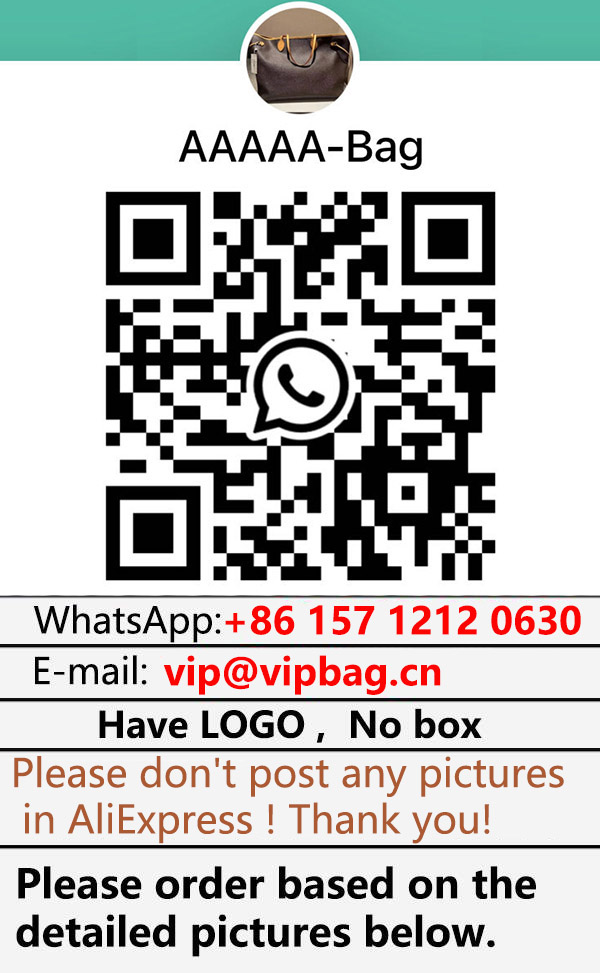 AAAAA-Bag
WhatsApp:+86 157 1212 0630
E-mail: vip@vipbag.cn
Have LOGO , No box
Please don't post any pictures
in AliExpress ! Thank you!
Please order based on the
detailed pictures below.